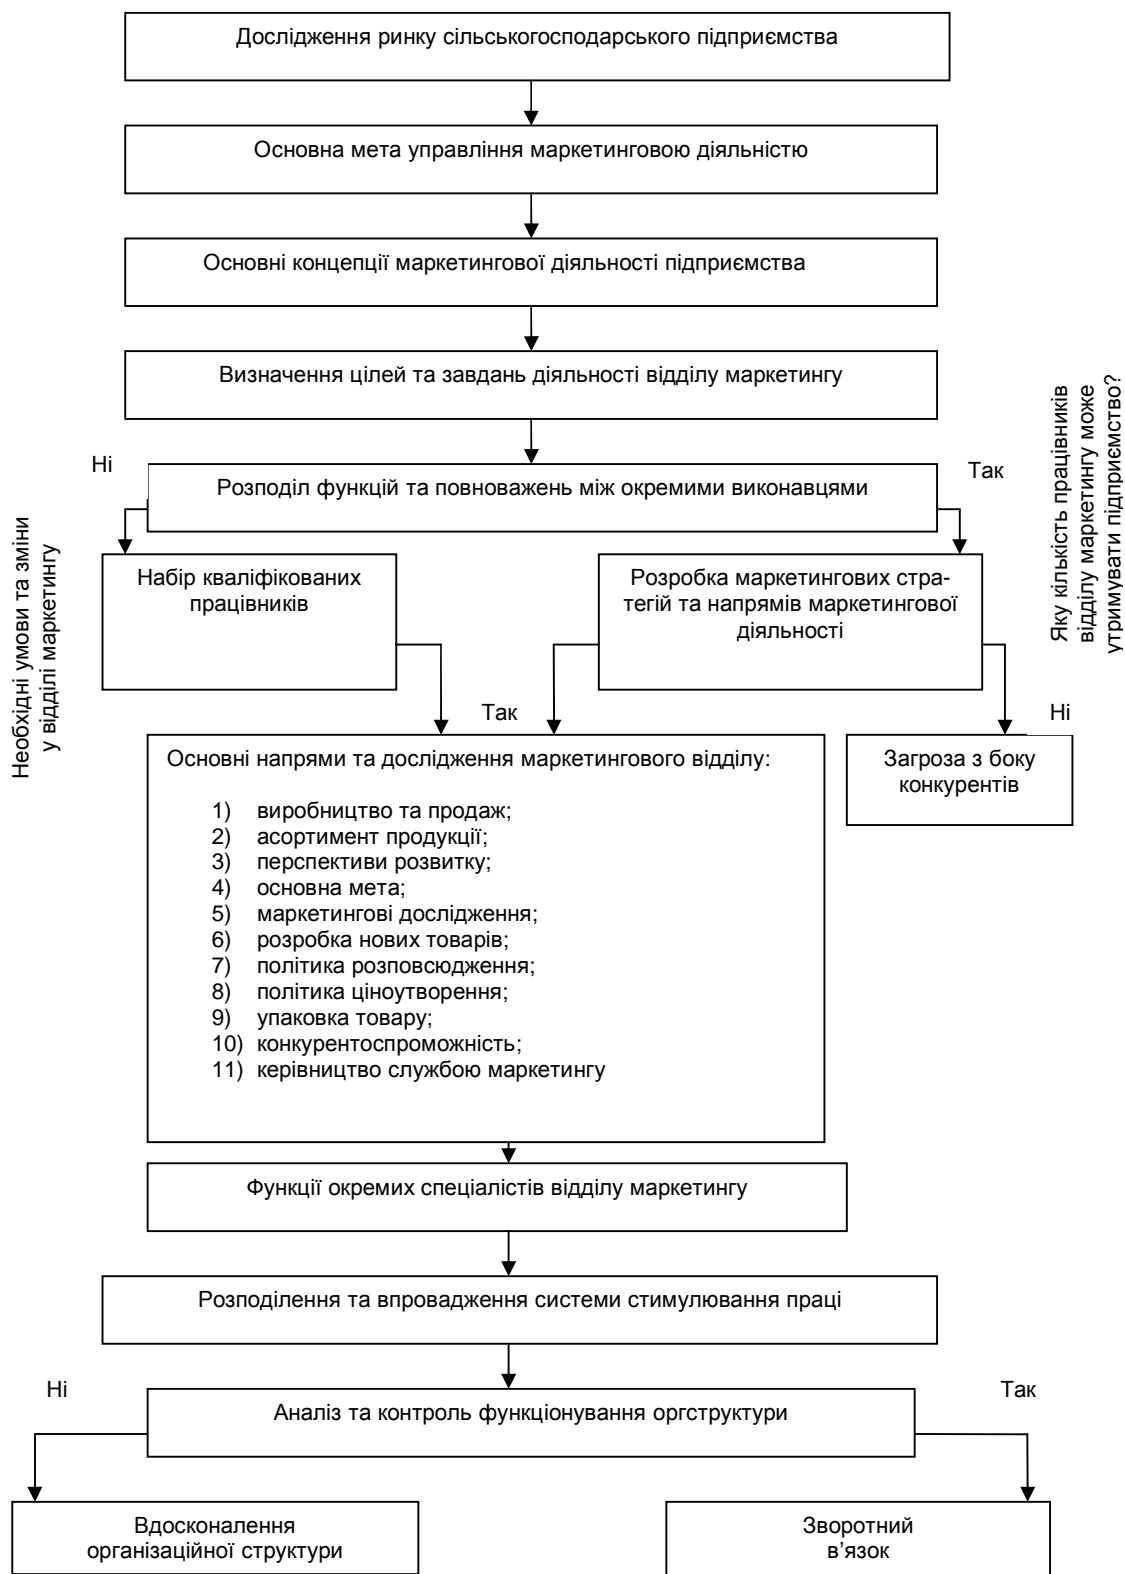 Дослідження ринку сільськогосподарського підприємства
Основна мета управління маркетинговою діяльністю
Основні концепції маркетингової діяльності підприємства
Визначення цілей та завдань діяльності відділу маркетингу
Ні
Так
Розподіл функцій та повноважень між окремими виконавцями
Необхідні умови та зміни
у відділі маркетингу
Яку кількість працівників
відділу маркетингу може
утримувати підприємство?
Набір кваліфікованих
працівників
Розробка маркетингових стра-
тегій та напрямів маркетингової
діяльності
Так
Ні
Основні напрями та дослідження маркетингового відділу:
1) виробництво та продаж;
2) асортимент продукції;
3) перспективи розвитку;
4) основна мета;
5) маркетингові дослідження;
6) розробка нових товарів;
7) політика розповсюдження;
8) політика ціноутворення;
9) упаковка товару;
10) конкурентоспроможність;
11) керівництво службою маркетингу
Загроза з боку
конкурентів
Функції окремих спеціалістів відділу маркетингу
Розподілення та впровадження системи стимулювання праці
Ні
Так
Аналіз та контроль функціонування оргструктури
Вдосконалення
організаційної структури
Зворотний
в’язок